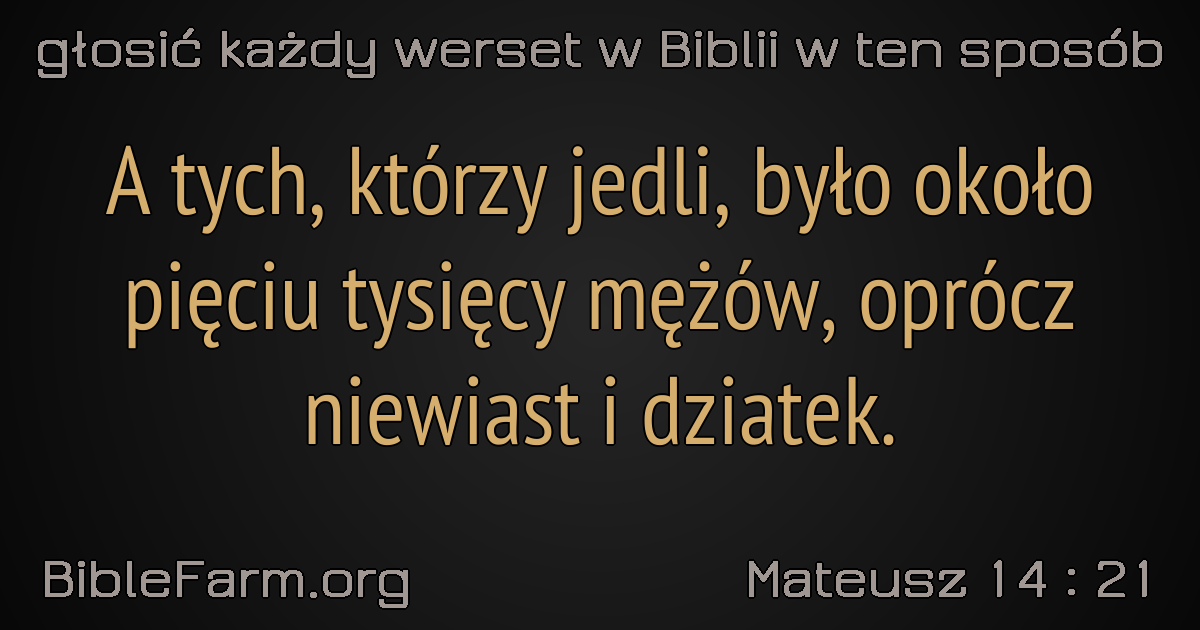 głosić każdy werset w Biblii w ten sposób
A tych, którzy jedli, było około
pięciu tysięcy mężów, oprócz
niewiast i dziatek.
BibleFarm.org
Mateusz 14 : 21